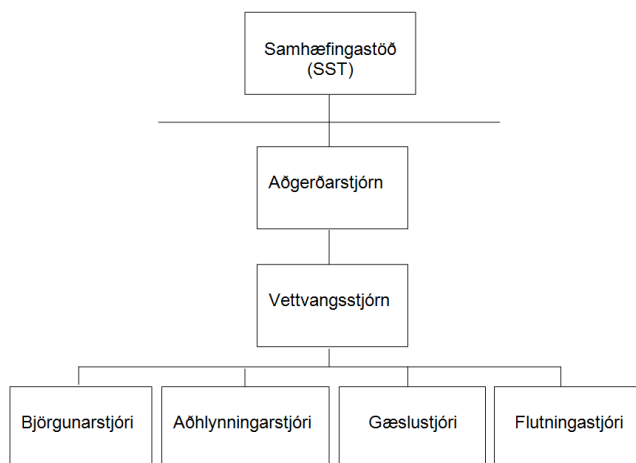 Samhæfingastöð
(SST)
Aðgerðarstjórn
Vettvangsstjórn
Björgunarstjóri
Aðhlynningarstjóri
Gæslustjóri
Flutningastjóri